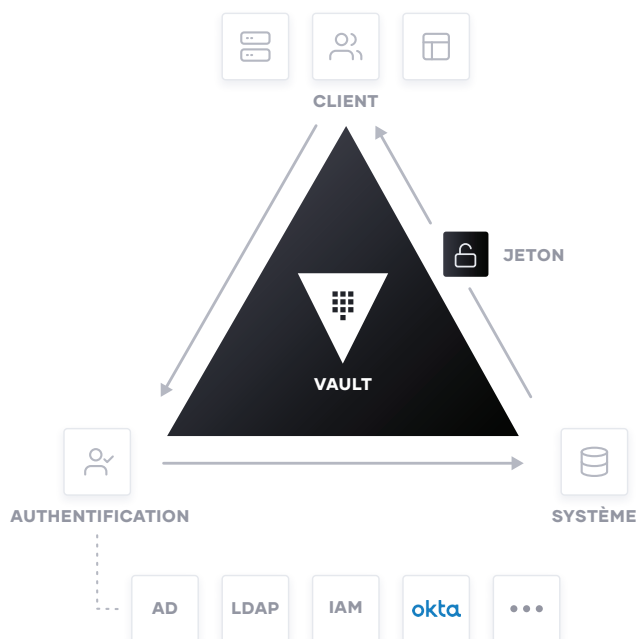 CLIENT
JETON
VAULT
AUTHENTIFICATION
SYSTÈME
AD
LDAP
IAM
okta